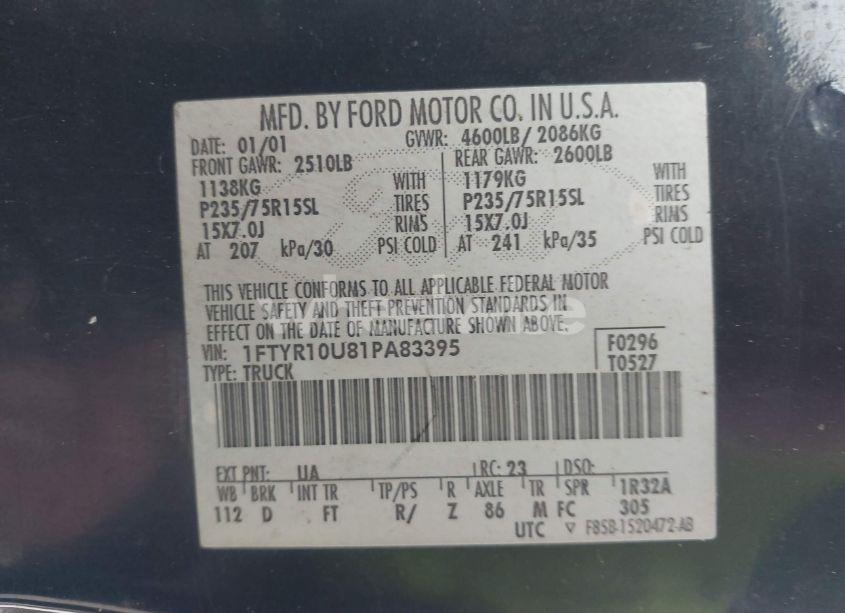 MFD. BY FORD MOTOR CO. IN U.S.A.
DATE: 01/01 GVWR: 4600LB/ 2086KG
FRONT GAWR: 2510LB REAR GAWR: 2600LB
1138KG WITH 1179KG WITH
P235/75R15SL TIRES P235/75R15SL TIRES
15X7.0J RIMS 15X7.0J RIMS
AT 207 kPa/30 PSI COLD AT 241 kPa/35 PSI COLD
THIS VEHICLE CONFORMS TO ALL APPLICABLE FEDERAL MOTOR
VEHICLE SAFETY AND THEFT PREVENTION STANDARDS IN
EFFECT ON THE DATE OF MANUFACTURE SHOWN ABOVE.
VIN: 1FTYR10U81PA83395 F0296
TYPE: TRUCK T0527
EXT PNT: UA RC: 23 DSO:
WB BRK INT TR TP/PS R AXLE TR SPR 1R32A
112 D FT R/ Z 86 M FC 305
UTC F85B-1520472-AB